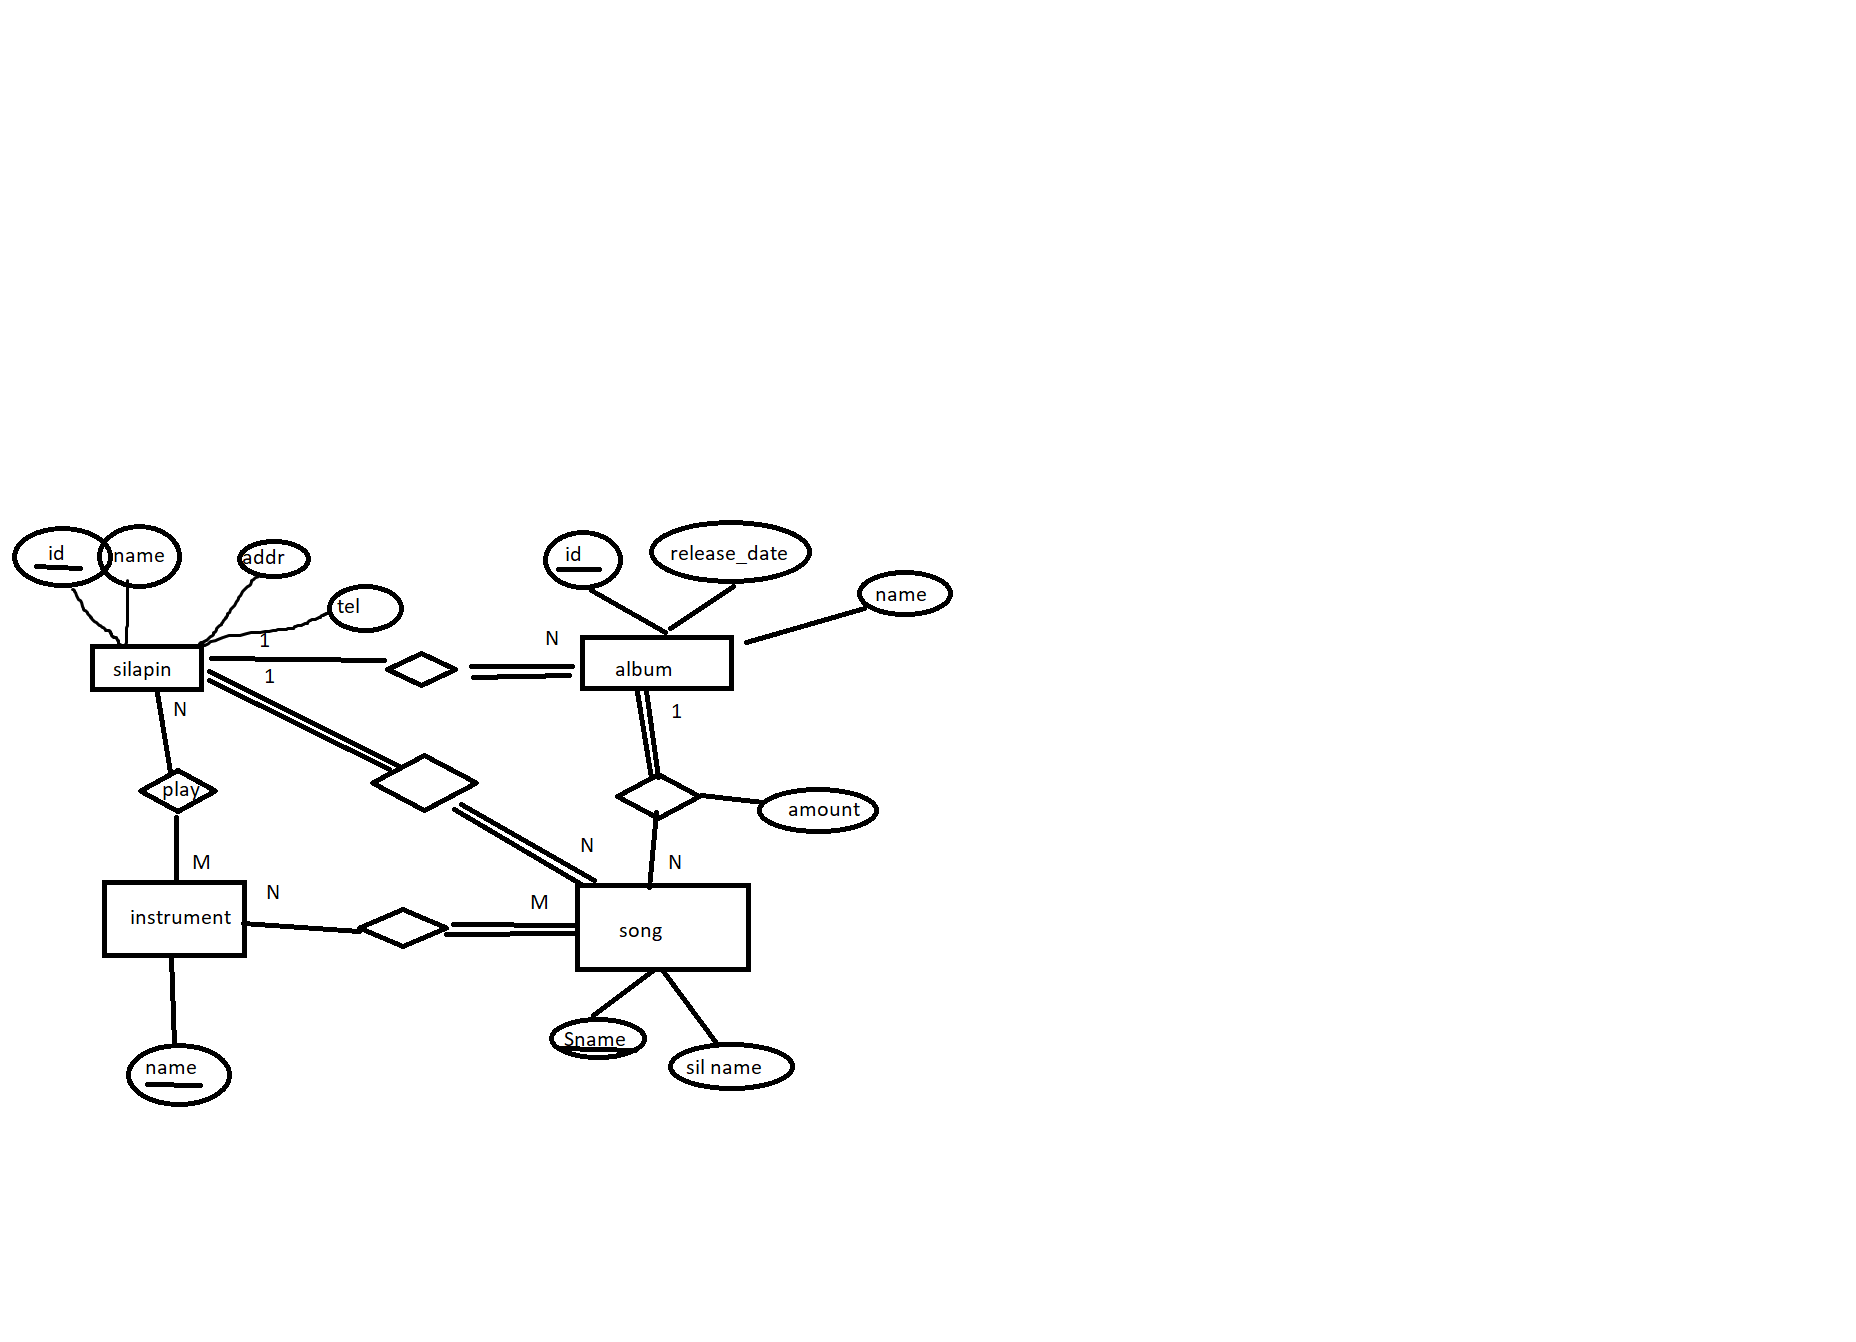 id
name
addr
tel
id
release_date
name
silapin
1
1
N
album
N
1
play
amount
M
N
N
instrument
N
M
song
name
Sname
sil name